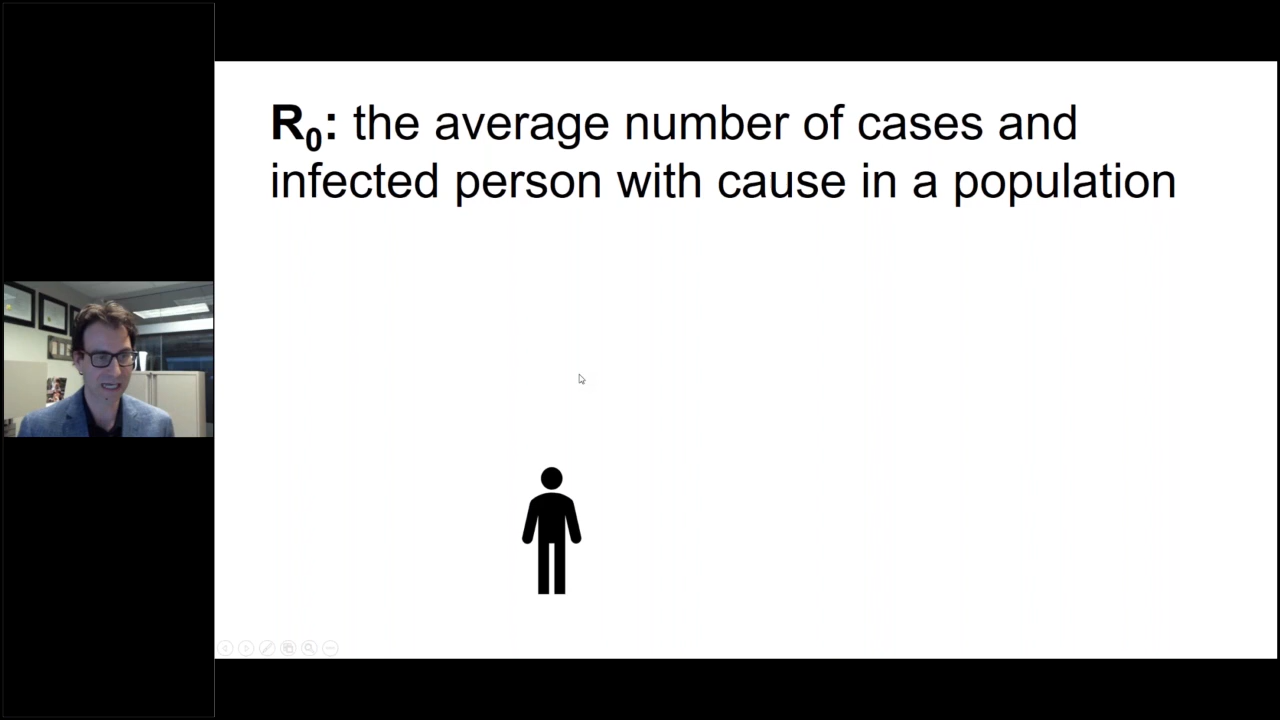 R₀: the average number of cases and
infected person with cause in a population